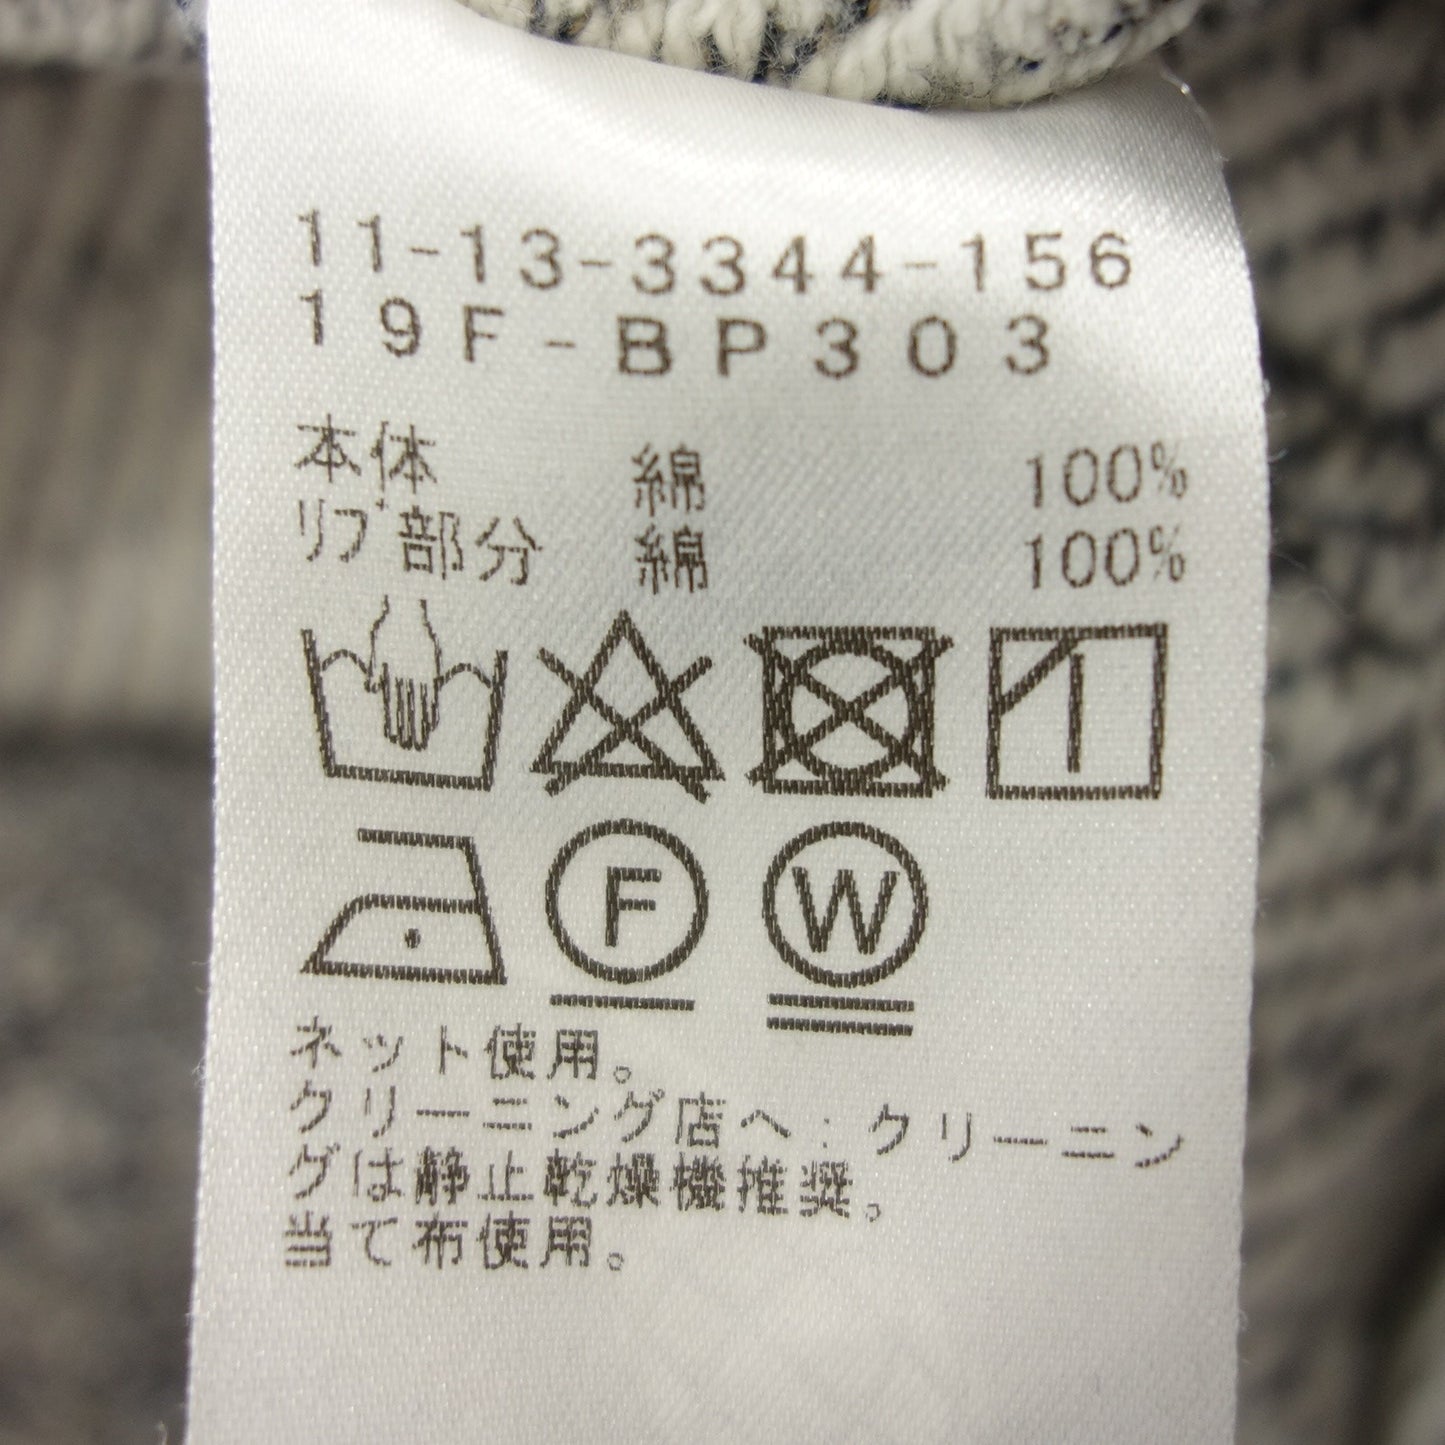 11-13-3344-156
19F-BP303
本体 綿 100%
リブ部分 綿 100%
F W
ネット使用。
クリーニング店へ：クリーニン
グは静止乾燥機推奨。
当て布使用。